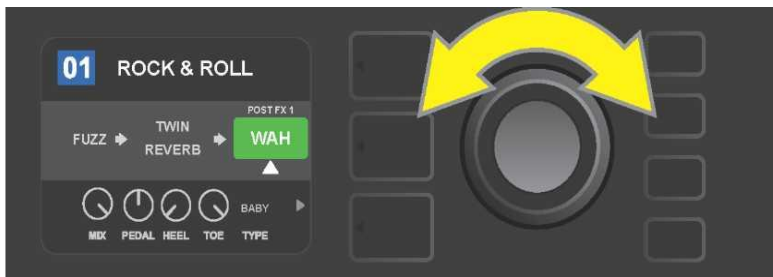 01 ROCK & ROLL
POST FX 1
FUZZ TWIN REVERB WAH
MIX PEDAL HEEL TOE BABY TYPE